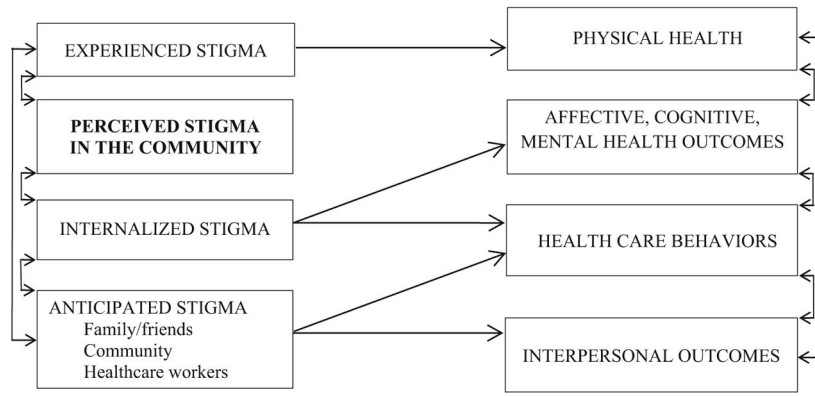 EXPERIENCED STIGMA
PERCEIVED STIGMA
IN THE COMMUNITY
INTERNALIZED STIGMA
ANTICIPATED STIGMA
Family/friends
Community
Healthcare workers
PHYSICAL HEALTH
AFFECTIVE, COGNITIVE,
MENTAL HEALTH OUTCOMES
HEALTH CARE BEHAVIORS
INTERPERSONAL OUTCOMES